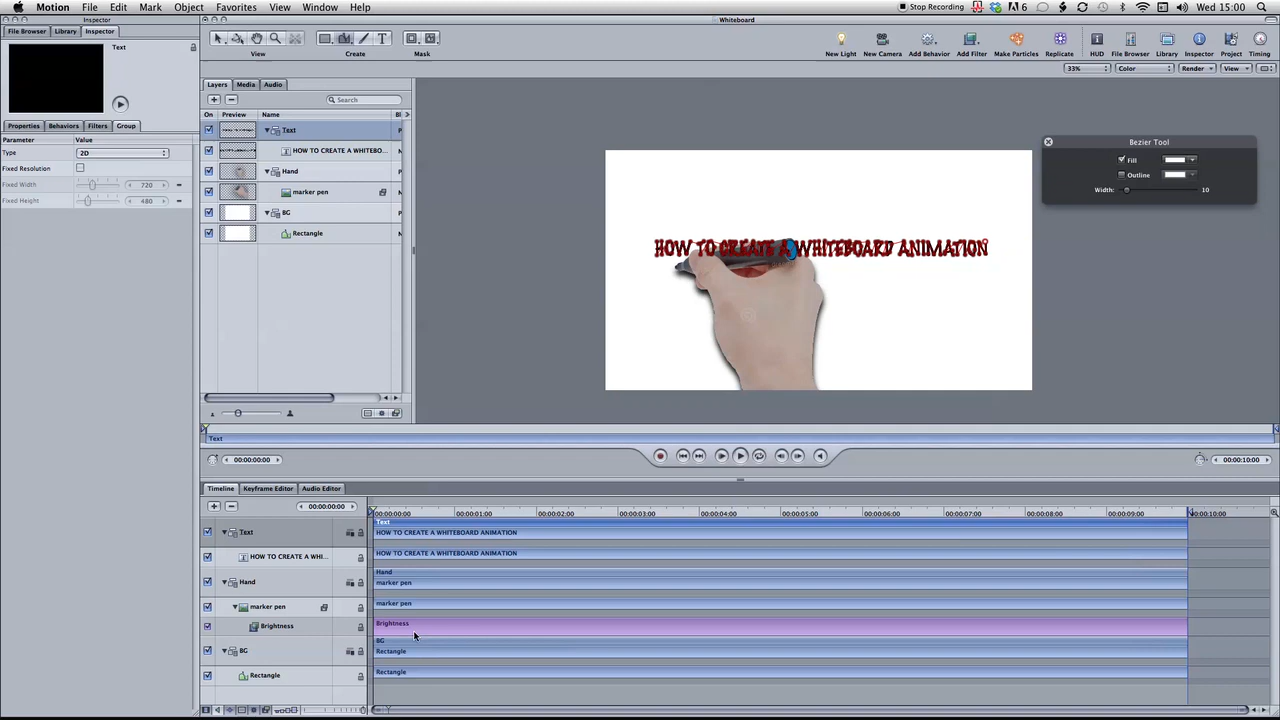 Motion File Edit Mark Object Favorites View Window Help
Stop Recording 6 Wed 15:00
Inspector
Whiteboard
File Browser Library Inspector
Text
View Create Mask
New Light New Camera Add Behavior Add Filter Make Particles Replicate HUD File Browser Library Inspector Project Timing
33% Color Render View
Layers Media Audio
Search
On Preview Name Bl
Properties Behaviors Filters Group
Parameter Value
Type 2D
Fixed Resolution
Fixed Width 720
Fixed Height 480
Text
HOW TO CREATE A WHITEBO...
Hand
marker pen
BG
Rectangle
HOW TO CREATE A WHITEBOARD ANIMATION
Bezier Tool
Fill
Outline
Width: 10
Text
00:00:00:00
00:00:10:00
Timeline Keyframe Editor Audio Editor
00:00:00:00
00:00:00:00 00:00:01:00 00:00:02:00 00:00:03:00 00:00:04:00 00:00:05:00 00:00:06:00 00:00:07:00 00:00:08:00 00:00:09:00 00:00:10:00
Text
Text
HOW TO CREATE A WHITEBOARD ANIMATION
HOW TO CREATE A WHI...
HOW TO CREATE A WHITEBOARD ANIMATION
Hand
Hand
marker pen
marker pen
marker pen
Brightness
Brightness
BG
BG
Rectangle
Rectangle
Rectangle